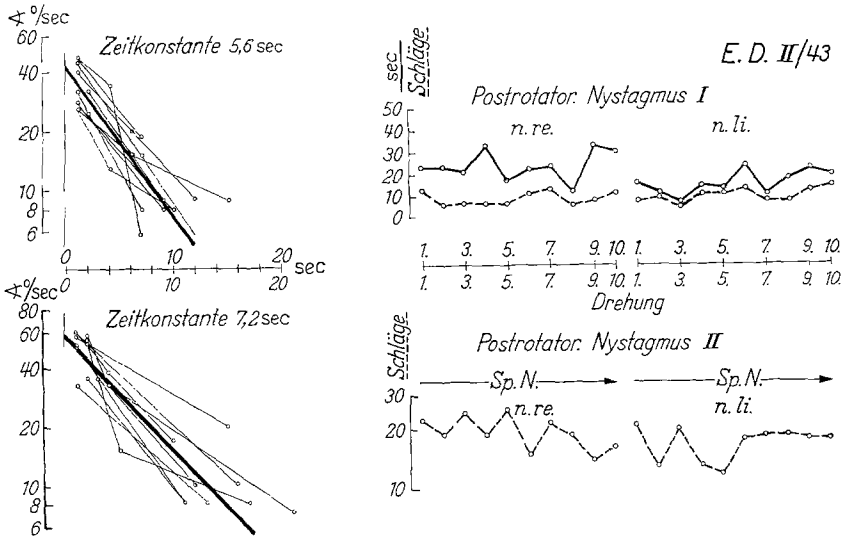 ∢°/sec
60
40
20
10
8
6
Zeitkonstante 5,6 sec
0 10 20
sec
∢°/sec
80
60
40
20
10
8
6
Zeitkonstante 7,2 sec
E. D. II/43
sec
Schläge
Postrotator. Nystagmus I
n. re. n. li.
50
40
30
20
10
0
1. 3. 5. 7. 9. 10. 1. 3. 5. 7. 9. 10.
1. 3. 5. 7. 9. 10. 1. 3. 5. 7. 9. 10.
Drehung
Schläge
Postrotator. Nystagmus II
Sp. N. Sp. N.
n. re. n. li.
30
20
10